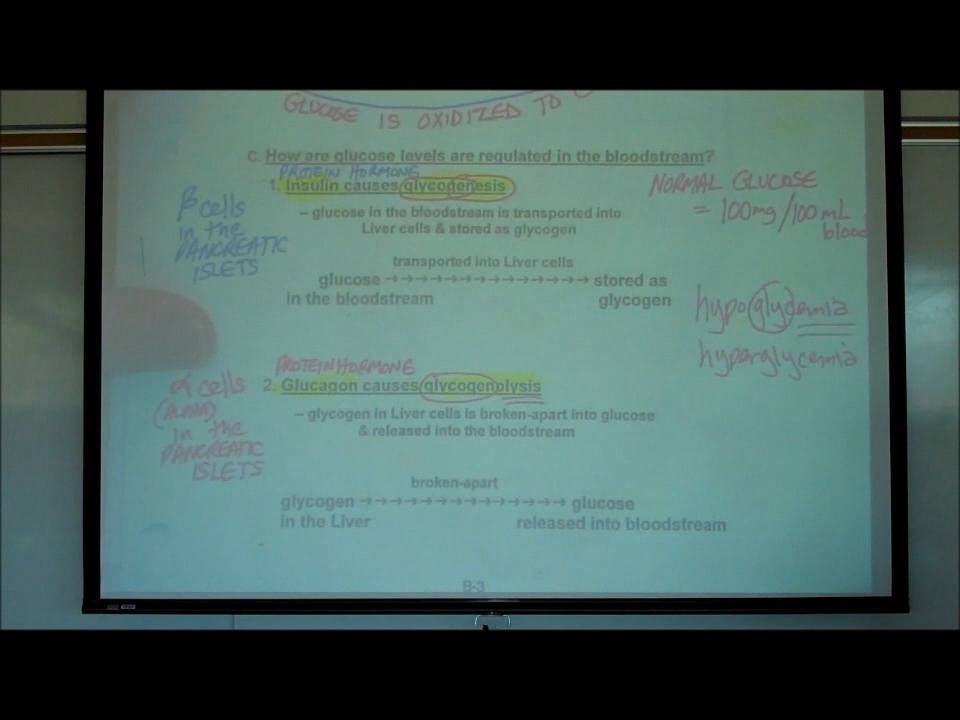 GLUCOSE IS OXIDIZED TO
C. How are glucose levels are regulated in the bloodstream?
PROTEIN HORMONE
1. Insulin causes glycogenesis
– glucose in the bloodstream is transported into
Liver cells & stored as glycogen
transported into Liver cells
glucose →→→→→→→→→→→→→ stored as
in the bloodstream glycogen
β cells
in the
PANCREATIC
ISLETS
NORMAL GLUCOSE
= 100mg/100mL
blood
hypoglycemia
hyperglycemia
PROTEIN HORMONE
2. Glucagon causes glycogenolysis
– glycogen in Liver cells is broken-apart into glucose
& released into the bloodstream
α cells
(ALPHA)
in the
PANCREATIC
ISLETS
broken-apart
glycogen →→→→→→→→→→→→→ glucose
in the Liver released into bloodstream
B-3